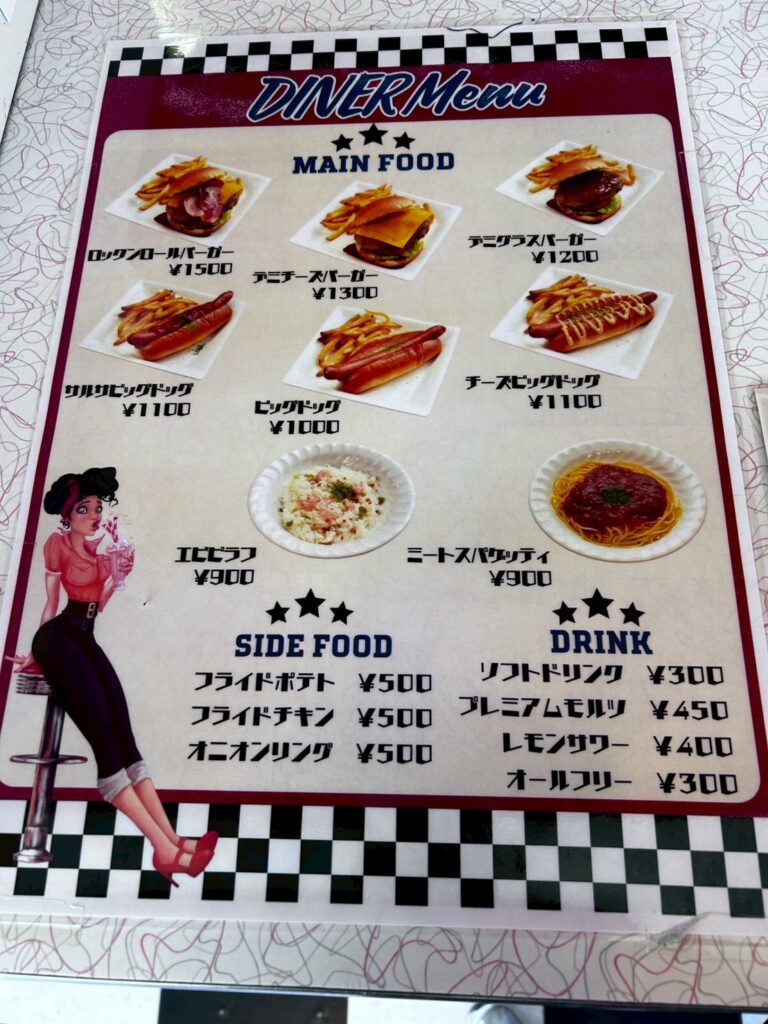 DINER Menu
MAIN FOOD
ロックンロールバーガー
¥1500
デミチーズバーガー
¥1300
デミグラスバーガー
¥1200
サルサビッグドッグ
¥1100
ビッグドッグ
¥1000
チーズビッグドッグ
¥1100
エビピラフ
¥900
ミートスパゲッティ
¥900
SIDE FOOD
フライドポテト ¥500
フライドチキン ¥500
オニオンリング ¥500
DRINK
ソフトドリンク ¥300
プレミアムモルツ ¥450
レモンサワー ¥400
オールフリー ¥300